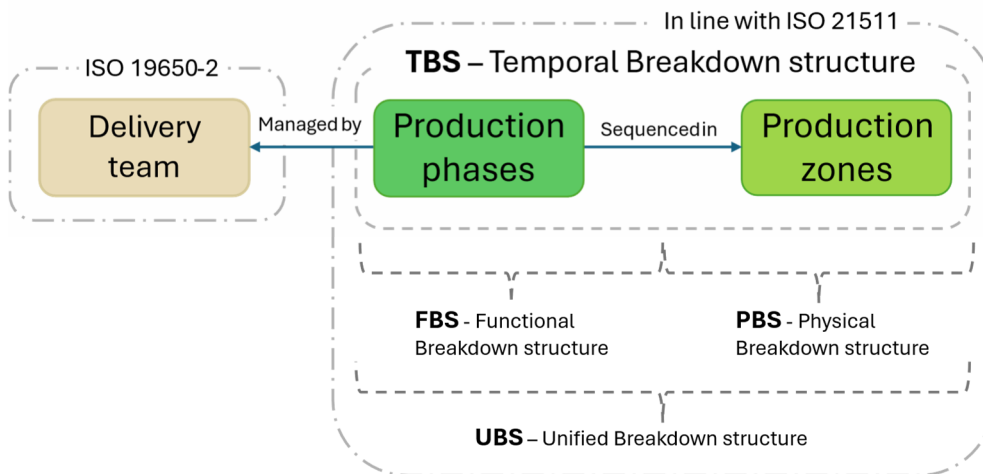 In line with ISO 21511
ISO 19650-2
TBS – Temporal Breakdown structure
Delivery
team
Managed by
Production
phases
Sequenced in
Production
zones
FBS - Functional
Breakdown structure
PBS - Physical
Breakdown structure
UBS – Unified Breakdown structure